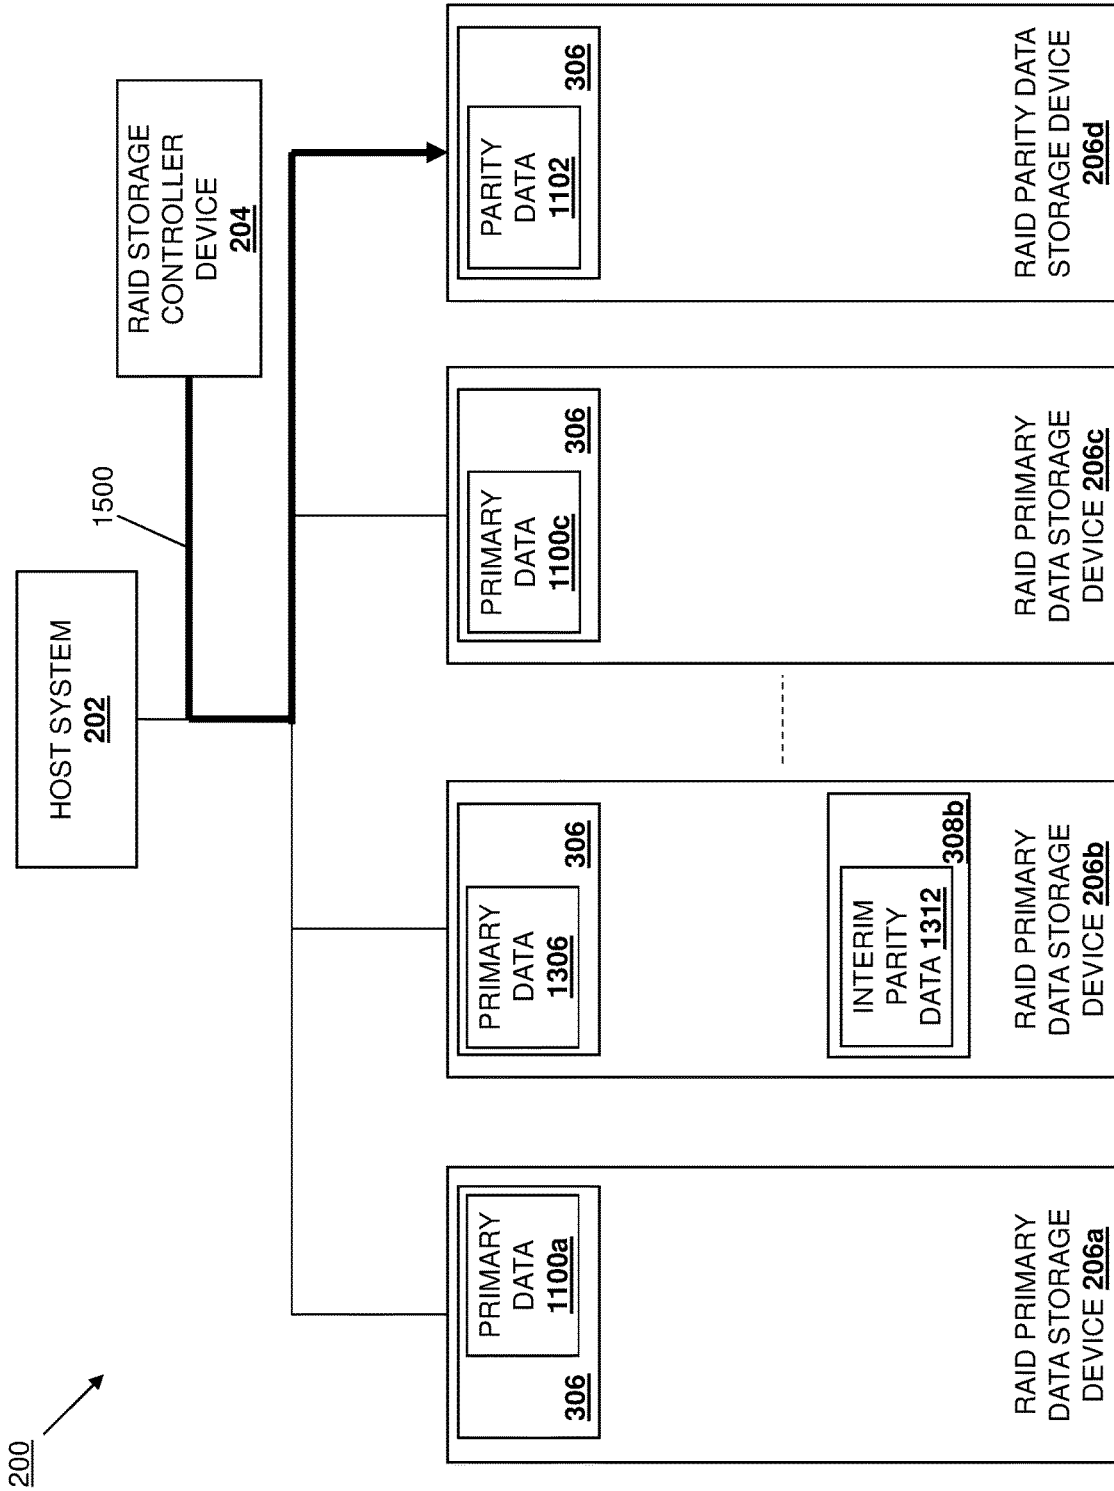 200
HOST SYSTEM
202
1500
RAID STORAGE
CONTROLLER
DEVICE
204
PRIMARY
DATA
1100a
306
RAID PRIMARY
DATA STORAGE
DEVICE 206a
PRIMARY
DATA
1306
306
INTERIM
PARITY
DATA 1312
308b
RAID PRIMARY
DATA STORAGE
DEVICE 206b
PRIMARY
DATA
1100c
306
RAID PRIMARY
DATA STORAGE
DEVICE 206c
PARITY
DATA
1102
306
RAID PARITY DATA
STORAGE DEVICE
206d